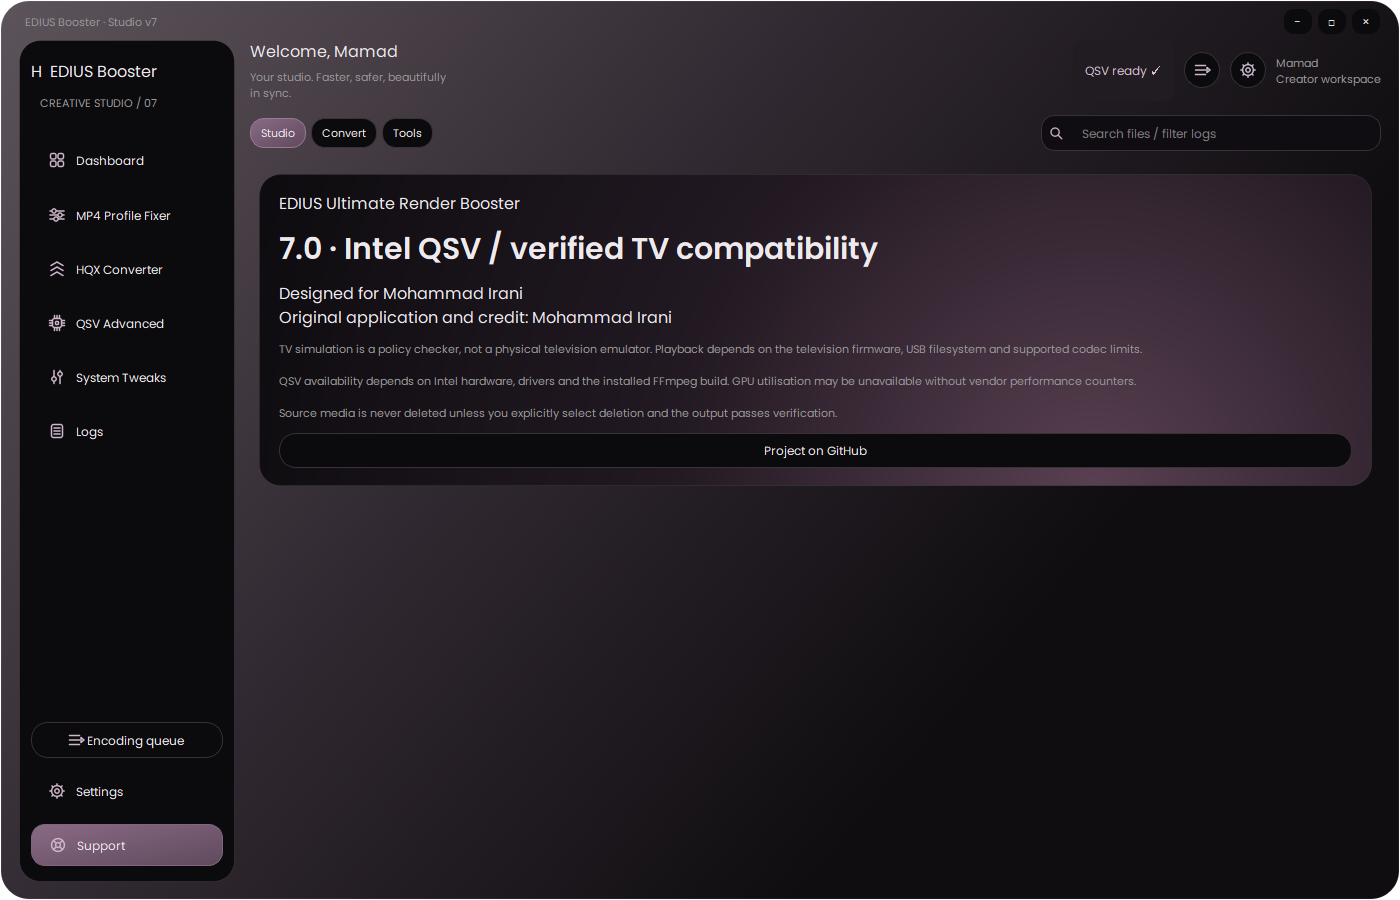 EDIUS Booster · Studio v7
H EDIUS Booster
CREATIVE STUDIO / 07
Dashboard
MP4 Profile Fixer
HQX Converter
QSV Advanced
System Tweaks
Logs
Encoding queue
Settings
Support
Welcome, Mamad
Your studio. Faster, safer, beautifully
in sync.
QSV ready ✓
Mamad
Creator workspace
Studio
Convert
Tools
Search files / filter logs
EDIUS Ultimate Render Booster
7.0 · Intel QSV / verified TV compatibility
Designed for Mohammad Irani
Original application and credit: Mohammad Irani
TV simulation is a policy checker, not a physical television emulator. Playback depends on the television firmware, USB filesystem and supported codec limits.
QSV availability depends on Intel hardware, drivers and the installed FFmpeg build. GPU utilisation may be unavailable without vendor performance counters.
Source media is never deleted unless you explicitly select deletion and the output passes verification.
Project on GitHub